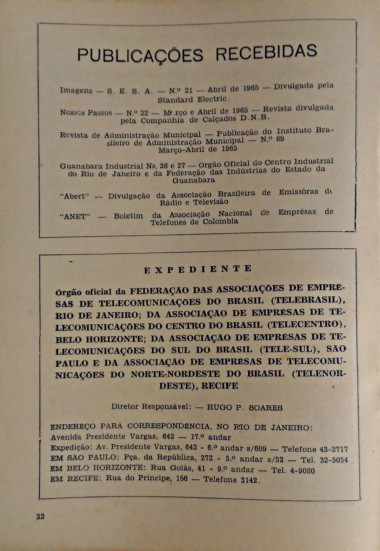 PUBLICAÇÕES RECEBIDAS
Imagens — S. E. S. A. — N.º 21 — Abril de 1965 — Divulgada pela
Standard Electric.
Nossos Passos — N.º 22 — Março e Abril de 1965 — Revista divulgada
pela Companhia de Calçados D.N.B.
Revista de Administração Municipal — Publicação do Instituto Bra-
sileiro de Administração Municipal — N.º 69
Março-Abril de 1965
Guanabara Industrial Ns, 26 e 27 — Orgão Oficial do Centro Industrial
do Rio de Janeiro e da Federação das Indústrias do Estado da
Guanabara
"Abert" — Divulgação da Associação Brasileira de Emissôras de
Rádio e Televisão
"ANET" — Boletim da Associação Nacional de Emprêsas de
Telefones de Colombia
EXPEDIENTE
Órgão oficial da FEDERAÇAO DAS ASSOCIAÇÕES DE EMPRÊ-
SAS DE TELECOMUNICAÇÕES DO BRASIL (TELEBRASIL),
RIO DE JANEIRO; DA ASSOCIAÇÃO DE EMPRÊSAS DE TE-
LECOMUNICAÇÕES DO CENTRO DO BRASIL (TELECENTRO),
BELO HORIZONTE; DA ASSOCIAÇÃO DE EMPRÊSAS DE TE-
LECOMUNICAÇÕES DO SUL DO BRASIL (TELE-SUL), SÃO
PAULO E DA ASSOCIAÇÃO DE EMPRESAS DE TELECOMU-
NICAÇÕES DO NORTE-NORDESTE DO BRASIL (TELENOR-
DESTE), RECIFE
Diretor Responsável: — HUGO P. SOARES
ENDERÊÇO PARA CORRESPONDÊNCIA, NO RIO DE JANEIRO:
Avenida Presidente Vargas, 642 — 17.º andar
Expedição: Av. Presidente Vargas, 642 - 6.º andar s/609 — Telefone 43-2717
EM SÃO PAULO: Pça. da República, 272 - 5.º andar s/52 — Tel. 32-5054
EM BELO HORIZONTE: Rua Goiás, 41 - 9.º andar — Tel. 4-9080
EM RECIFE: Rua do Príncipe, 156 — Telefone 3142.
32